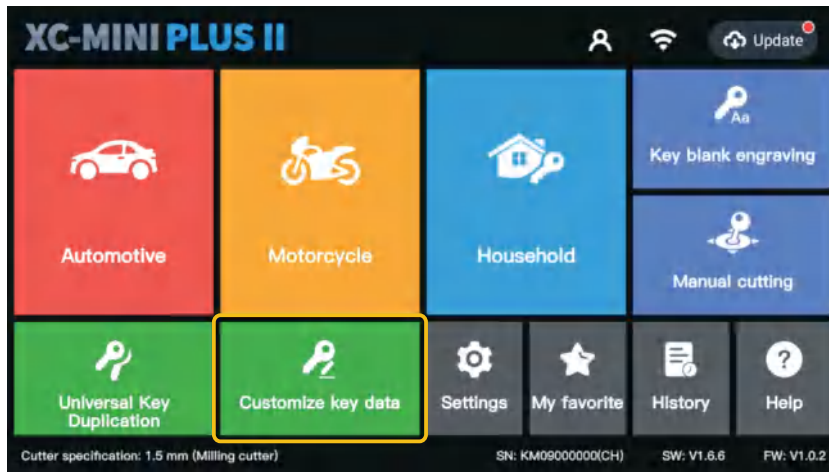 XC-MINI PLUS II
Update
Automotive
Motorcycle
Household
Aa
Key blank engraving
Manual cutting
Universal Key
Duplication
Customize key data
Settings
My favorite
History
?
Help
Cutter specification: 1.5 mm (Milling cutter)
SN: KM09000000(CH)
SW: V1.6.6
FW: V1.0.2